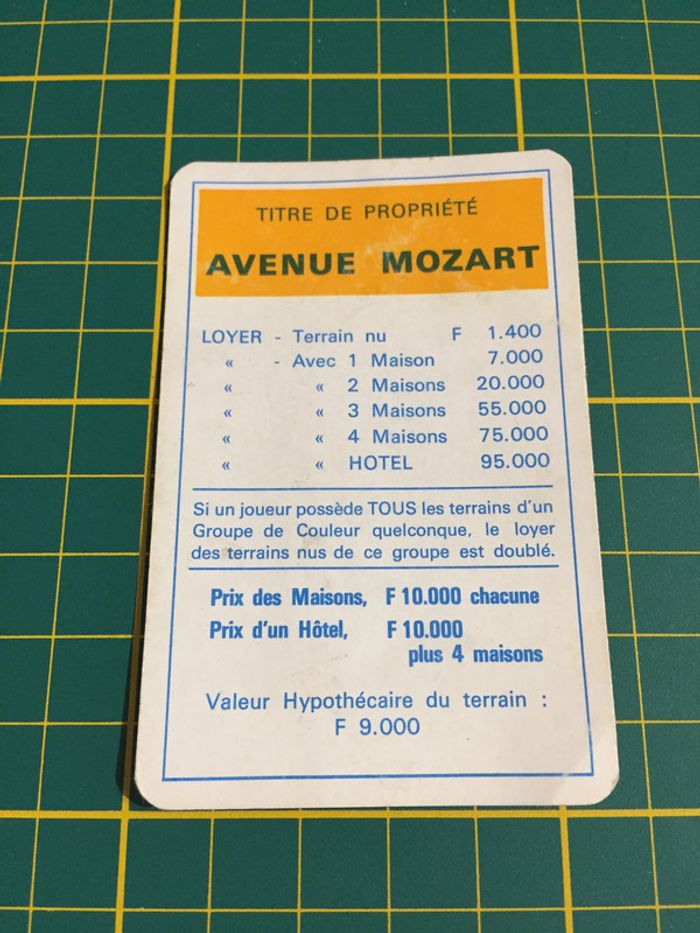 TITRE DE PROPRIÉTÉ
AVENUE MOZART
LOYER - Terrain nu F 1.400
« - Avec 1 Maison 7.000
« « 2 Maisons 20.000
« « 3 Maisons 55.000
« « 4 Maisons 75.000
« « HOTEL 95.000
Si un joueur possède TOUS les terrains d'un
Groupe de Couleur quelconque, le loyer
des terrains nus de ce groupe est doublé.
Prix des Maisons, F 10.000 chacune
Prix d'un Hôtel, F 10.000
plus 4 maisons
Valeur Hypothécaire du terrain :
F 9.000